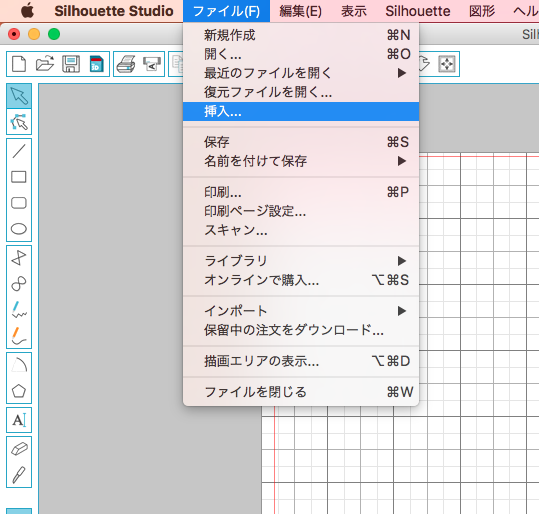 Silhouette Studio ファイル(F) 編集(E) 表示 Silhouette 図形 ヘル
Silh
新規作成 ⌘N
開く... ⌘O
最近のファイルを開く ▶
復元ファイルを開く...
挿入...
保存 ⌘S
名前を付けて保存 ▶
印刷... ⌘P
印刷ページ設定...
スキャン...
ライブラリ ▶
オンラインで購入... ⌥⌘S
インポート ▶
保留中の注文をダウンロード...
描画エリアの表示... ⌥⌘D
ファイルを閉じる ⌘W
A